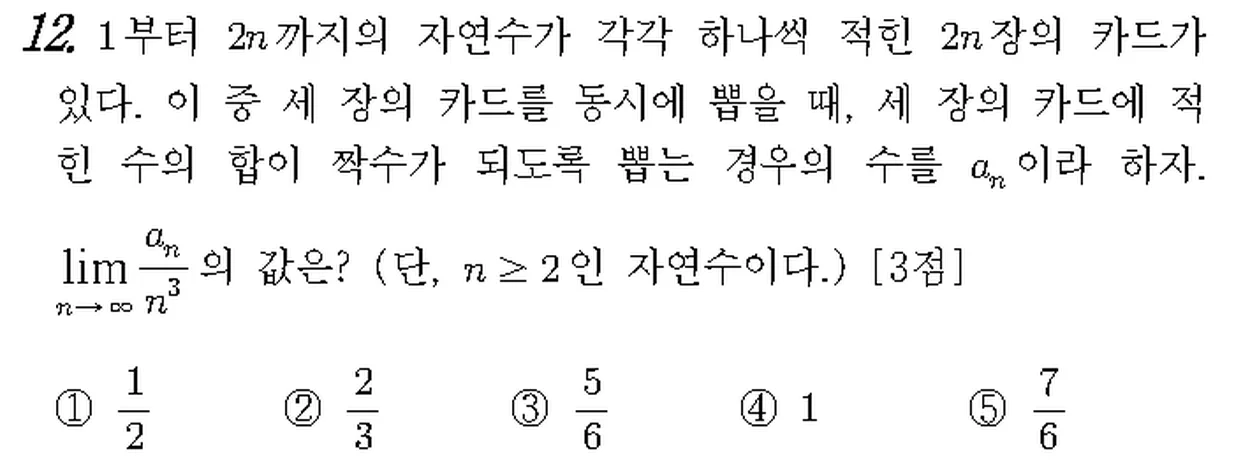 12. 1부터 2n까지의 자연수가 각각 하나씩 적힌 2n장의 카드가
있다. 이 중 세 장의 카드를 동시에 뽑을 때, 세 장의 카드에 적
힌 수의 합이 짝수가 되도록 뽑는 경우의 수를 aₙ이라 하자.
lim_{n→∞} aₙ/n³의 값은? (단, n ≥ 2인 자연수이다.) [3점]
① 1/2 ② 2/3 ③ 5/6 ④ 1 ⑤ 7/6